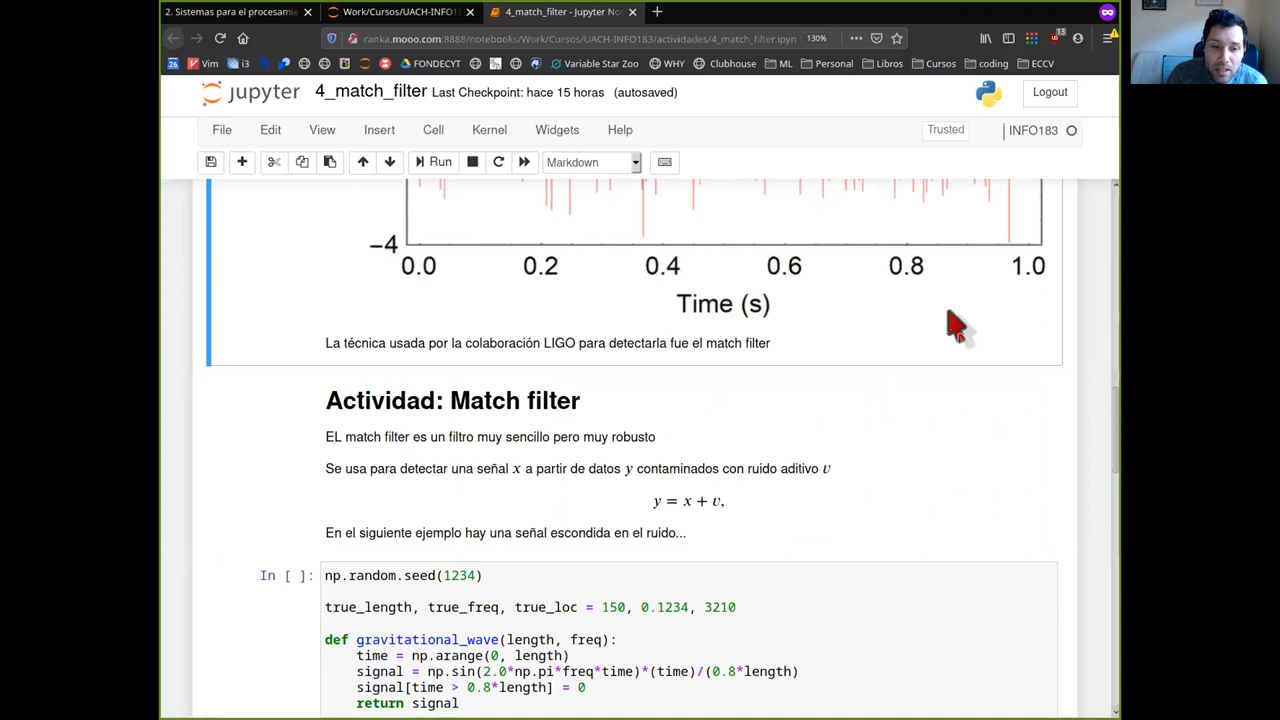 2. Sistemas para el procesamie
Work/Cursos/UACH-INFO1
4_match_filter - Jupyter Not
ranka.mooo.com:8888/notebooks/Work/Cursos/UACH-INFO183/actividades/4_match_filter.ipyn
130%
Vim
i3
FONDECYT
Variable Star Zoo
WHY
Clubhouse
ML
Personal
Libros
Cursos
coding
ECCV
jupyter
4_match_filter Last Checkpoint: hace 15 horas (autosaved)
Logout
File Edit View Insert Cell Kernel Widgets Help
Trusted
INFO183
Run
Markdown
−4
0.0 0.2 0.4 0.6 0.8 1.0
Time (s)
La técnica usada por la colaboración LIGO para detectarla fue el match filter
Actividad: Match filter
EL match filter es un filtro muy sencillo pero muy robusto
Se usa para detectar una señal x a partir de datos y contaminados con ruido aditivo v
y = x + v,
En el siguiente ejemplo hay una señal escondida en el ruido...
In [ ]:
np.random.seed(1234)
true_length, true_freq, true_loc = 150, 0.1234, 3210
def gravitational_wave(length, freq):
time = np.arange(0, length)
signal = np.sin(2.0*np.pi*freq*time)*(time)/(0.8*length)
signal[time > 0.8*length] = 0
return signal